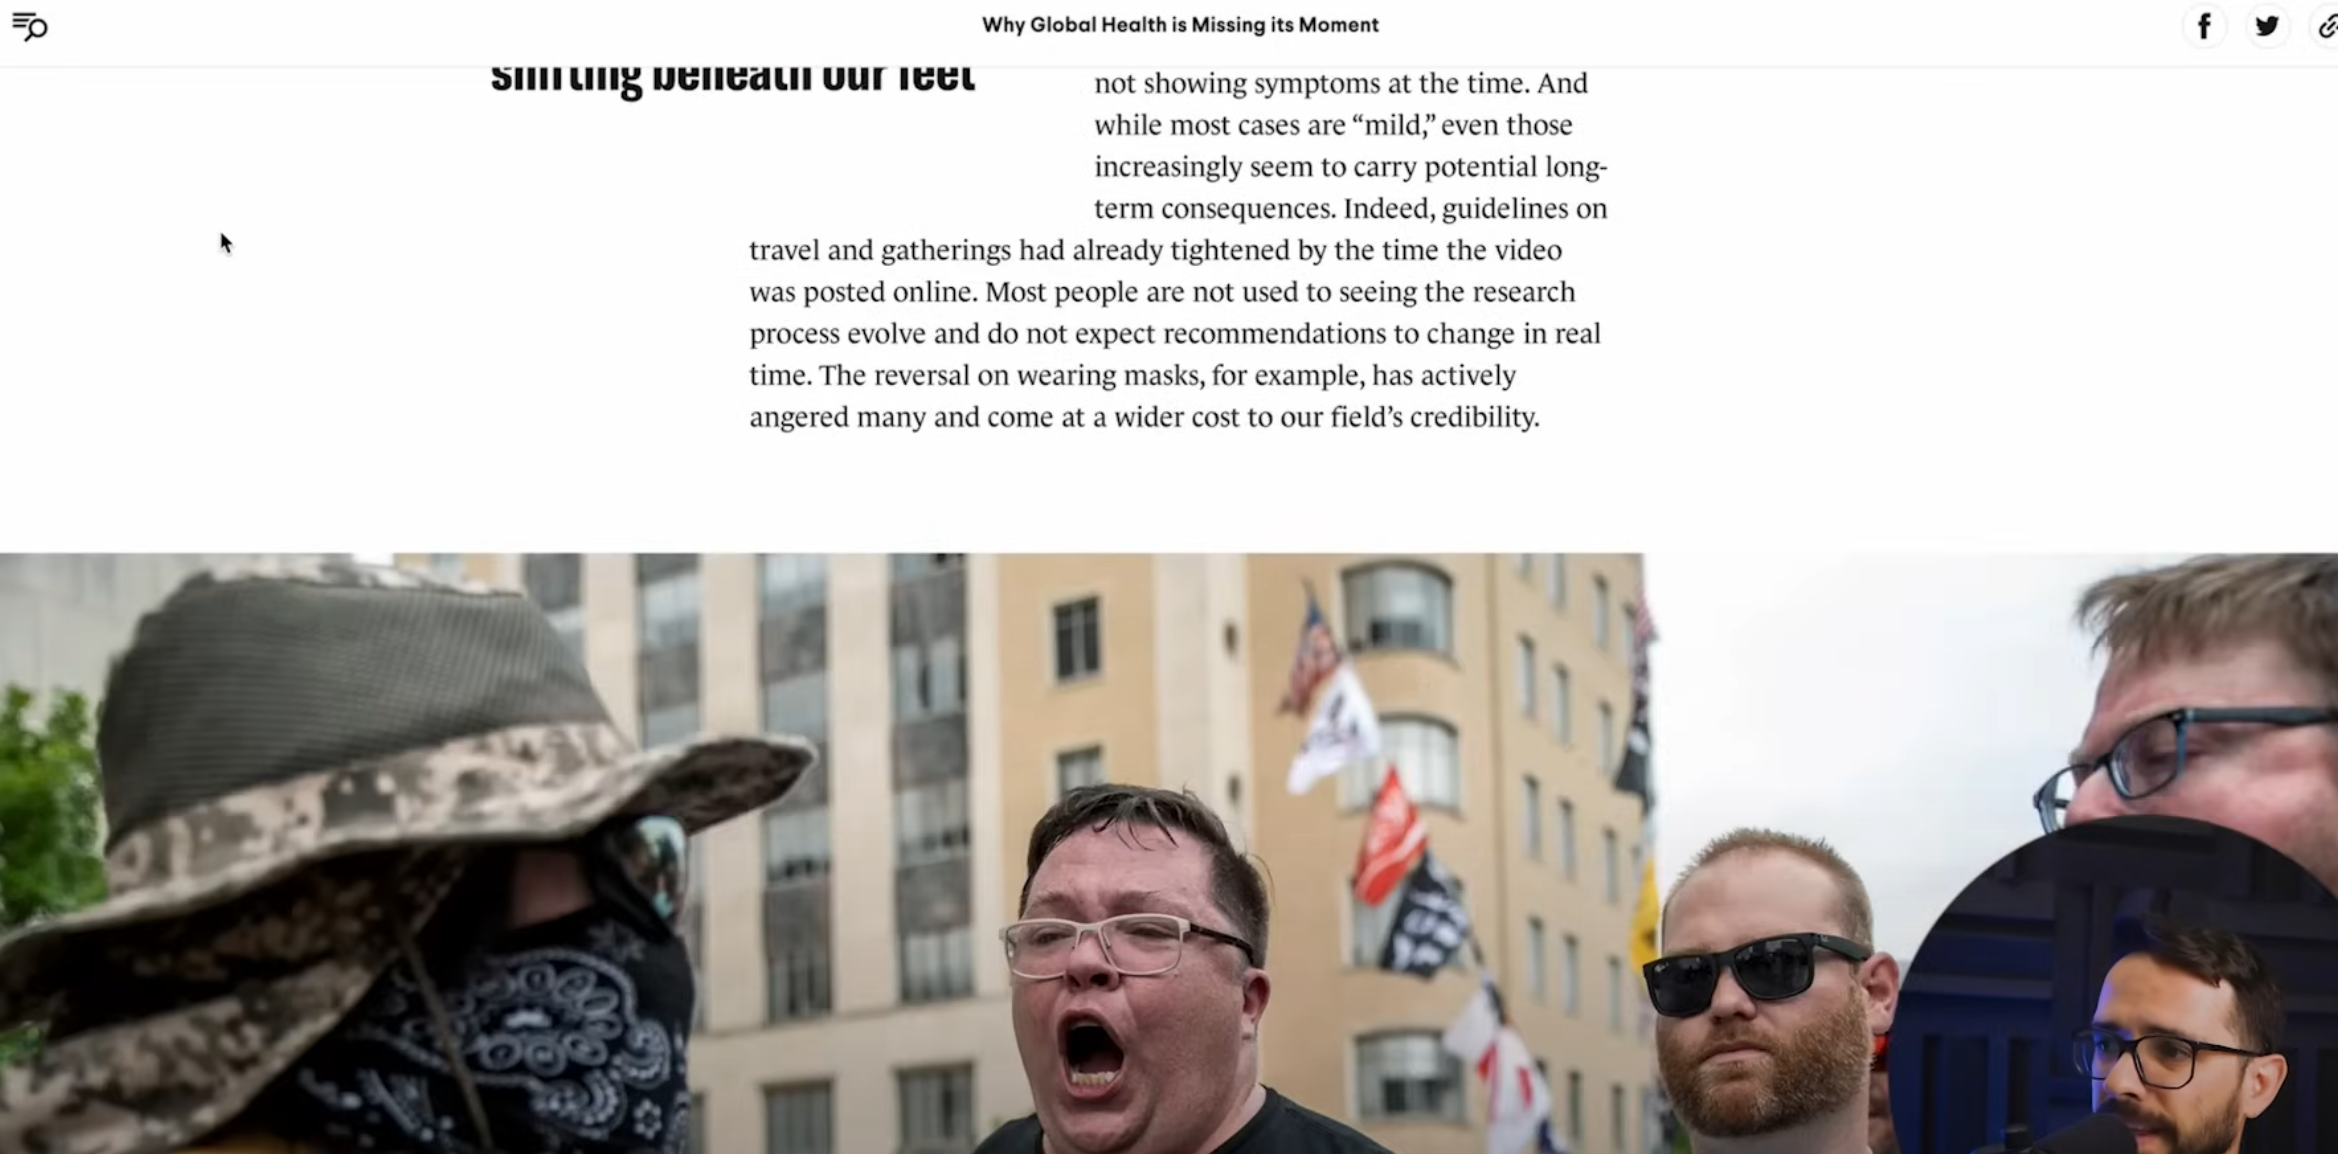 Why Global Health is Missing its Moment
shifting beneath our feet
not showing symptoms at the time. And
while most cases are “mild,” even those
increasingly seem to carry potential long-
term consequences. Indeed, guidelines on
travel and gatherings had already tightened by the time the video
was posted online. Most people are not used to seeing the research
process evolve and do not expect recommendations to change in real
time. The reversal on wearing masks, for example, has actively
angered many and come at a wider cost to our field’s credibility.